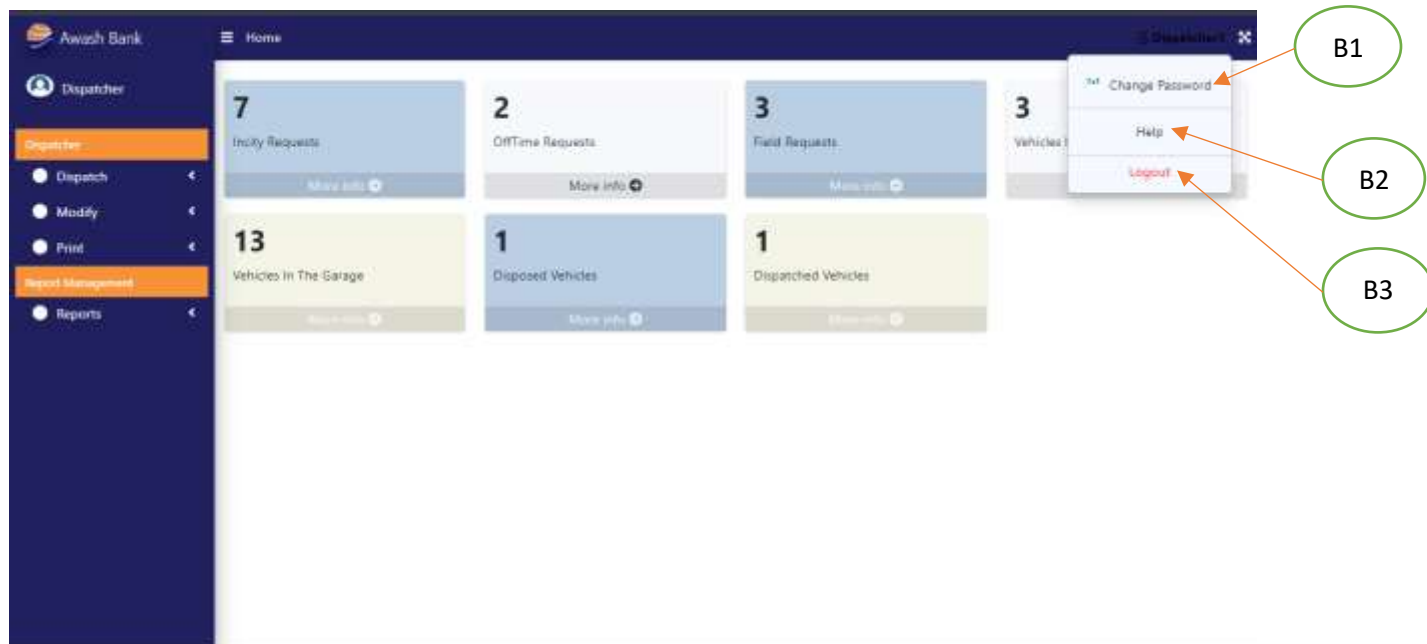 Awash Bank
Home
Dispatcher
Dispatcher
Dispatch
Modify
Print
Report Management
Reports
7
Incity Requests
More info
2
OffTime Requests
More info
3
Field Requests
More info
3
Vehicles
13
Vehicles In The Garage
More info
1
Disposed Vehicles
More info
1
Dispatched Vehicles
More info
Change Password
Help
Logout
B1
B2
B3